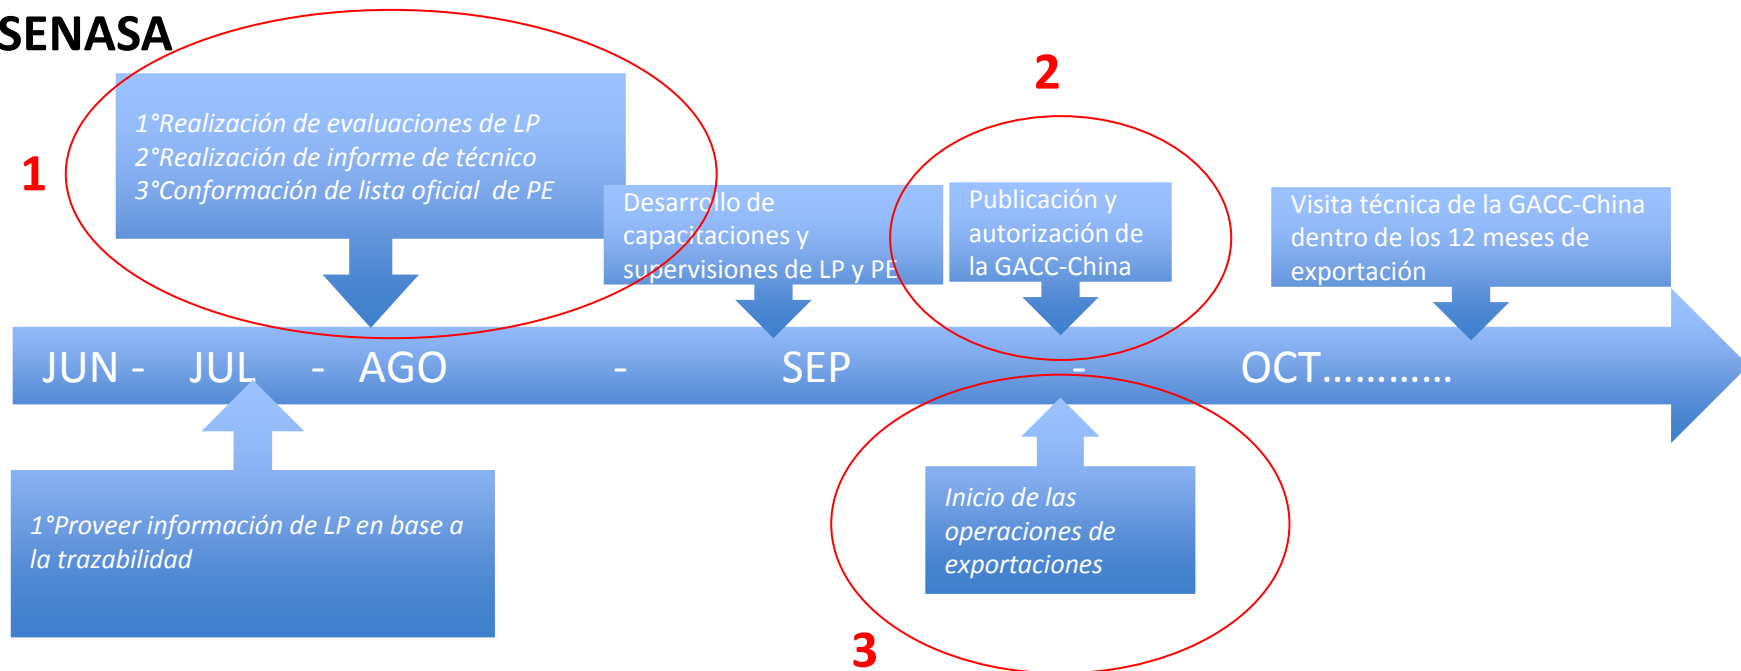 SENASA
1
1°Realización de evaluaciones de LP
2°Realización de informe de técnico
3°Conformación de lista oficial  de PE
Desarrollo de
capacitaciones y
supervisiones de LP y PE
2
Publicación y
autorización de
la GACC-China
Visita técnica de la GACC-China
dentro de los 12 meses de
exportación
JUN - JUL - AGO - SEP - OCT............
1°Proveer información de LP en base a
la trazabilidad
Inicio de las
operaciones de
exportaciones
3